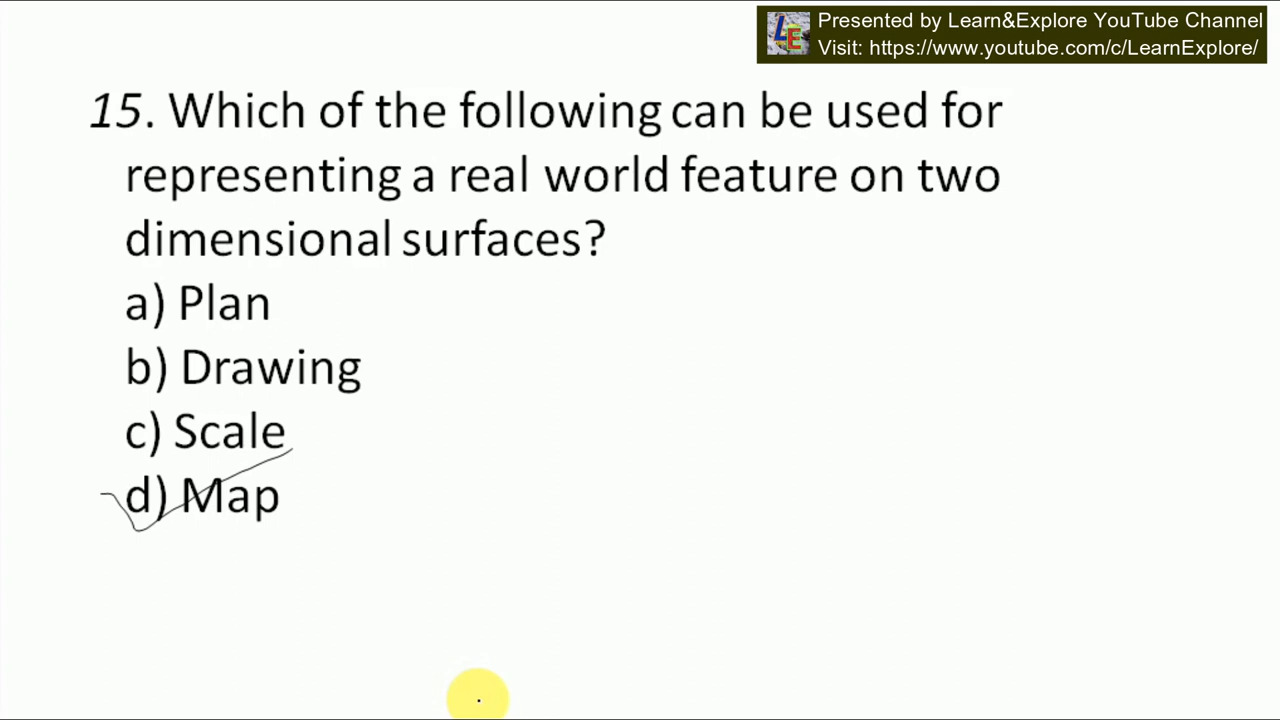 Presented by Learn&Explore YouTube Channel
Visit: https://www.youtube.com/c/LearnExplore/
LE
15. Which of the following can be used for
representing a real world feature on two
dimensional surfaces?
a) Plan
b) Drawing
c) Scale
d) Map